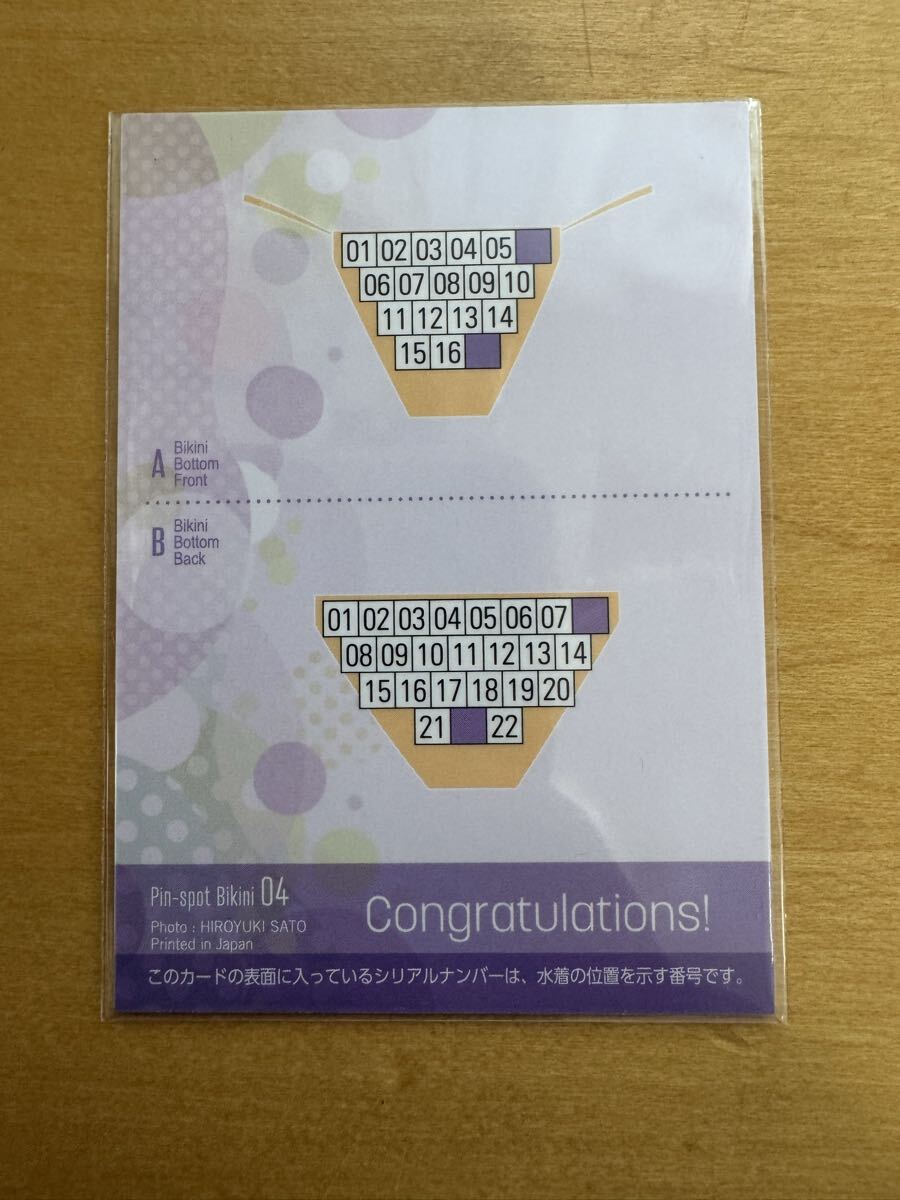 01 02 03 04 05
06 07 08 09 10
11 12 13 14
15 16
A Bikini
Bottom
Front
B Bikini
Bottom
Back
01 02 03 04 05 06 07
08 09 10 11 12 13 14
15 16 17 18 19 20
21 22
Pin-spot Bikini 04
Photo : HIROYUKI SATO
Printed in Japan
Congratulations!
このカードの表面に入っているシリアルナンバーは、水着の位置を示す番号です。